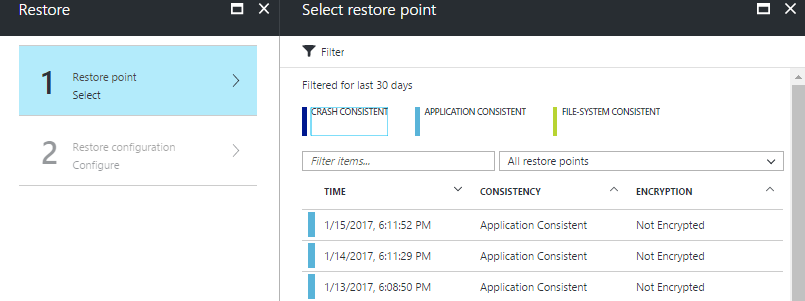 Restore
Select restore point
1
Restore point
Select
2
Restore configuration
Configure
Filter
Filtered for last 30 days
CRASH CONSISTENT APPLICATION CONSISTENT FILE-SYSTEM CONSISTENT
Filter items... All restore points
TIME CONSISTENCY ENCRYPTION
1/15/2017, 6:11:52 PM Application Consistent Not Encrypted
1/14/2017, 6:11:29 PM Application Consistent Not Encrypted
1/13/2017, 6:08:50 PM Application Consistent Not Encrypted